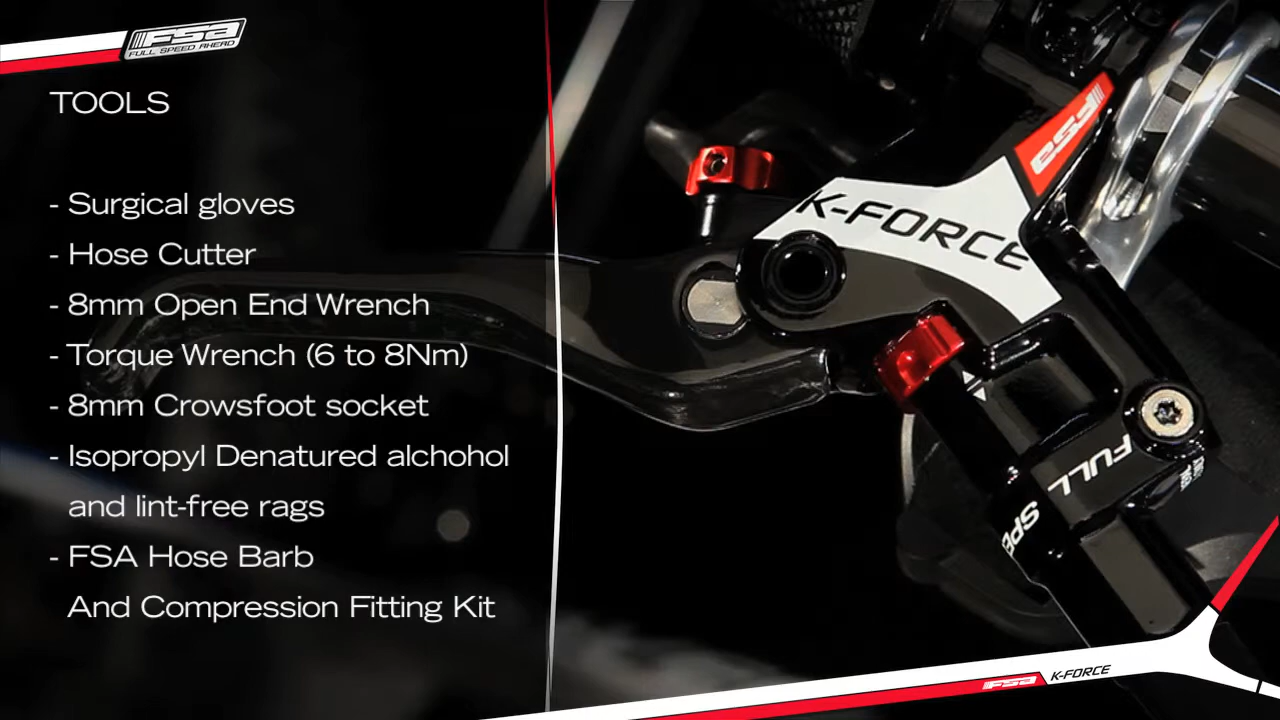 FSA
FULL SPEED AHEAD
TOOLS
- Surgical gloves
- Hose Cutter
- 8mm Open End Wrench
- Torque Wrench (6 to 8Nm)
- 8mm Crowsfoot socket
- Isopropyl Denatured alchohol
and lint-free rags
- FSA Hose Barb
And Compression Fitting Kit
FSA
K-FORCE
FULL
SPE
FSA K-FORCE